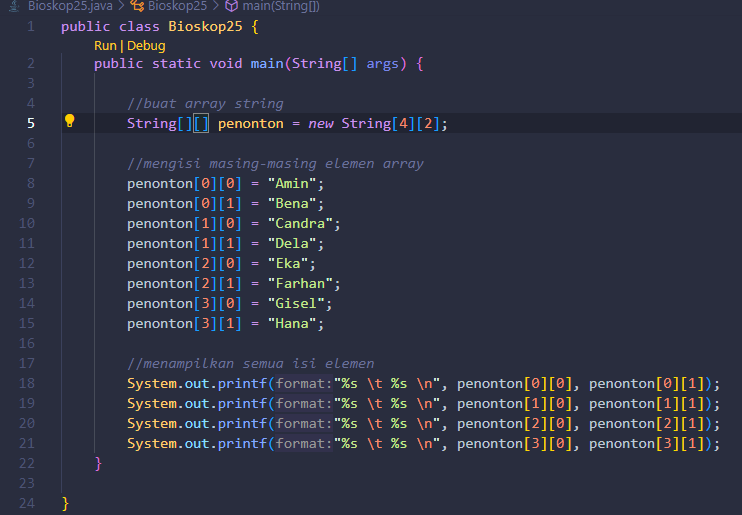 Bioskop25.java > Bioskop25 > main(String[])
1 public class Bioskop25 {
Run | Debug
2 public static void main(String[] args) {
3
4 //buat array string
5 String[][] penonton = new String[4][2];
6
7 //mengisi masing-masing elemen array
8 penonton[0][0] = "Amin";
9 penonton[0][1] = "Bena";
10 penonton[1][0] = "Candra";
11 penonton[1][1] = "Dela";
12 penonton[2][0] = "Eka";
13 penonton[2][1] = "Farhan";
14 penonton[3][0] = "Gisel";
15 penonton[3][1] = "Hana";
16
17 //menampilkan semua isi elemen
18 System.out.printf(format:"%s \t %s \n", penonton[0][0], penonton[0][1]);
19 System.out.printf(format:"%s \t %s \n", penonton[1][0], penonton[1][1]);
20 System.out.printf(format:"%s \t %s \n", penonton[2][0], penonton[2][1]);
21 System.out.printf(format:"%s \t %s \n", penonton[3][0], penonton[3][1]);
22 }
23
24 }